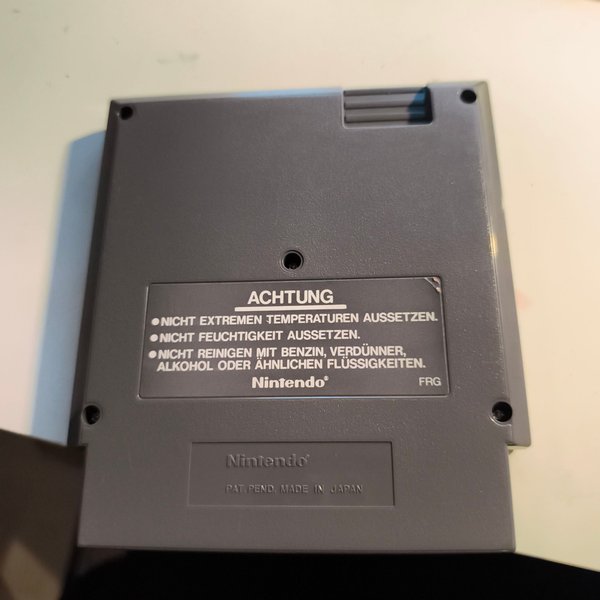 ACHTUNG
●NICHT EXTREMEN TEMPERATUREN AUSSETZEN.
●NICHT FEUCHTIGKEIT AUSSETZEN.
●NICHT REINIGEN MIT BENZIN, VERDÜNNER,
ALKOHOL ODER ÄHNLICHEN FLÜSSIGKEITEN.
Nintendo®
FRG
Nintendo®
PAT. PEND. MADE IN JAPAN